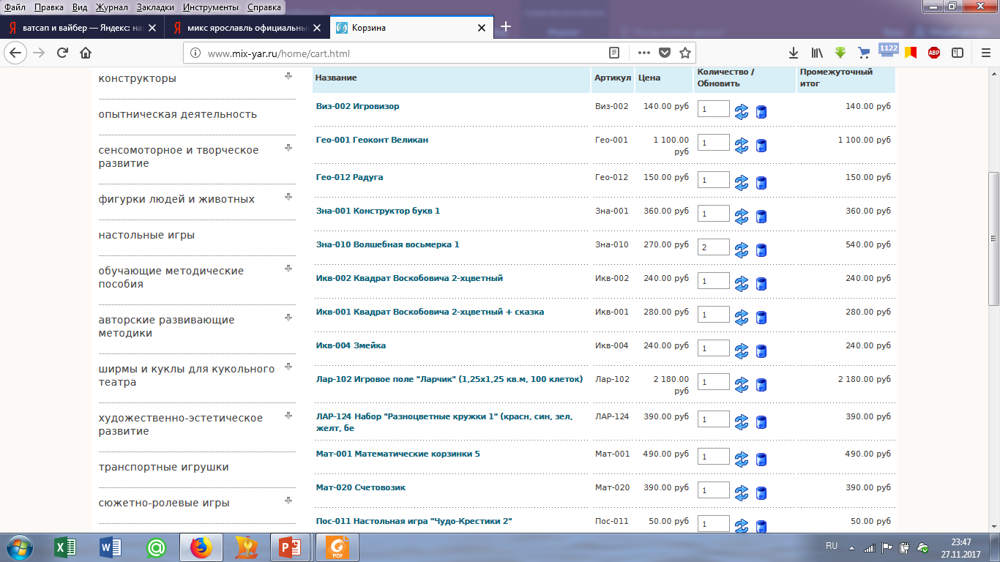 Файл Правка Вид Журнал Закладки Инструменты Справка
ватсап и вайбер — Яндекс: на
микс ярославль официальны
Корзина
www.mix-yar.ru/home/cart.html
1122
ABP
конструкторы
опытническая деятельность
сенсомоторное и творческое
развитие
фигурки людей и животных
настольные игры
обучающие методические
пособия
авторские развивающие
методики
ширмы и куклы для кукольного
театра
художественно-эстетическое
развитие
транспортные игрушки
сюжетно-ролевые игры
Название Артикул Цена Количество / Обновить Промежуточный итог
Виз-002 Игровизор Виз-002 140.00 руб 1 140.00 руб
Гео-001 Геоконт Великан Гео-001 1 100.00 руб 1 1 100.00 руб
Гео-012 Радуга Гео-012 150.00 руб 1 150.00 руб
Зна-001 Конструктор букв 1 Зна-001 360.00 руб 1 360.00 руб
Зна-010 Волшебная восьмерка 1 Зна-010 270.00 руб 2 540.00 руб
Икв-002 Квадрат Воскобовича 2-хцветный Икв-002 240.00 руб 1 240.00 руб
Икв-001 Квадрат Воскобовича 2-хцветный + сказка Икв-001 280.00 руб 1 280.00 руб
Икв-004 Змейка Икв-004 240.00 руб 1 240.00 руб
Лар-102 Игровое поле "Ларчик" (1,25х1,25 кв.м, 100 клеток) Лар-102 2 180.00 руб 1 2 180.00 руб
ЛАР-124 Набор "Разноцветные кружки 1" (красн, син, зел,
желт, бе ЛАР-124 390.00 руб 1 390.00 руб
Мат-001 Математические корзинки 5 Мат-001 490.00 руб 1 490.00 руб
Мат-020 Счетовозик Мат-020 390.00 руб 1 390.00 руб
Пос-011 Настольная игра "Чудо-Крестики 2" Пос-011 50.00 руб 1 50.00 руб
PDF
RU
23:47
27.11.2017